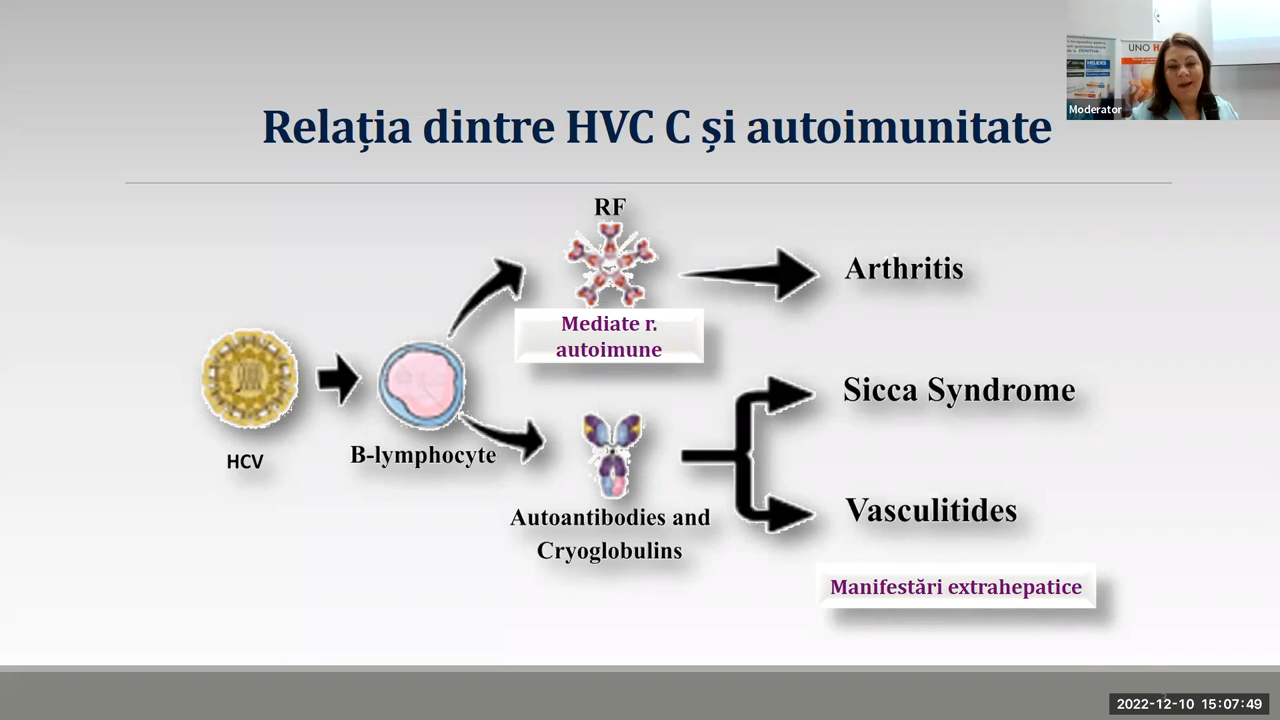 Relația dintre HVC C și autoimunitate
Moderator
UNO
RF
Mediate r.
autoimune
Arthritis
HCV
B-lymphocyte
Autoantibodies and
Cryoglobulins
Sicca Syndrome
Vasculitides
Manifestări extrahepatice
2022-12-10 15:07:49